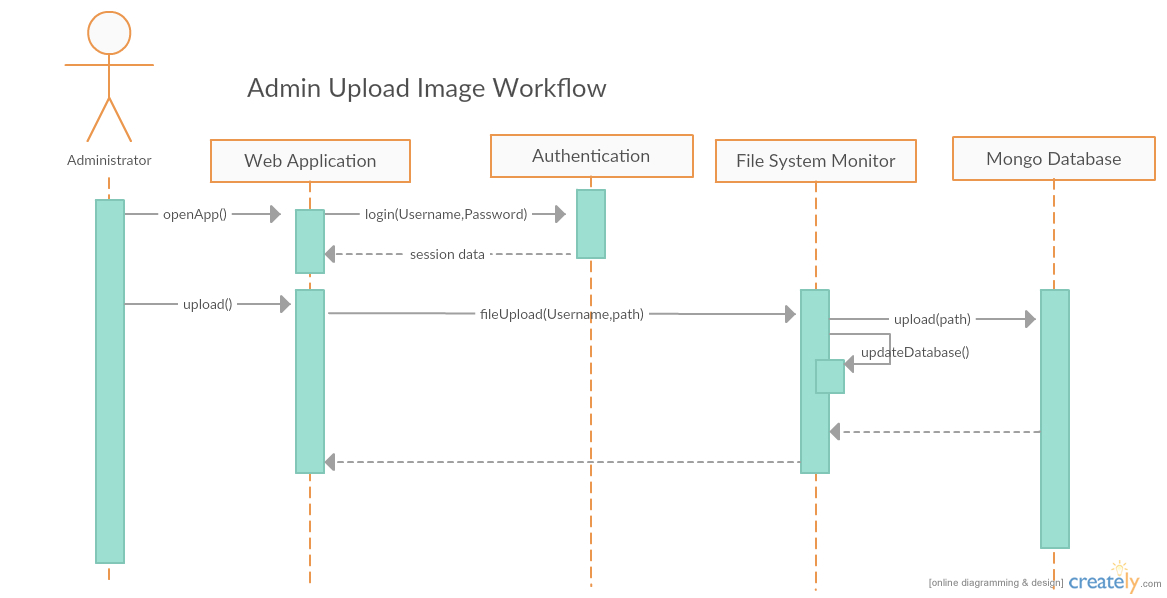 Admin Upload Image Workflow
Administrator
Web Application
Authentication
File System Monitor
Mongo Database
openApp()
login(Username,Password)
session data
upload()
fileUpload(Username,path)
upload(path)
updateDatabase()
[online diagramming & design] creately.com